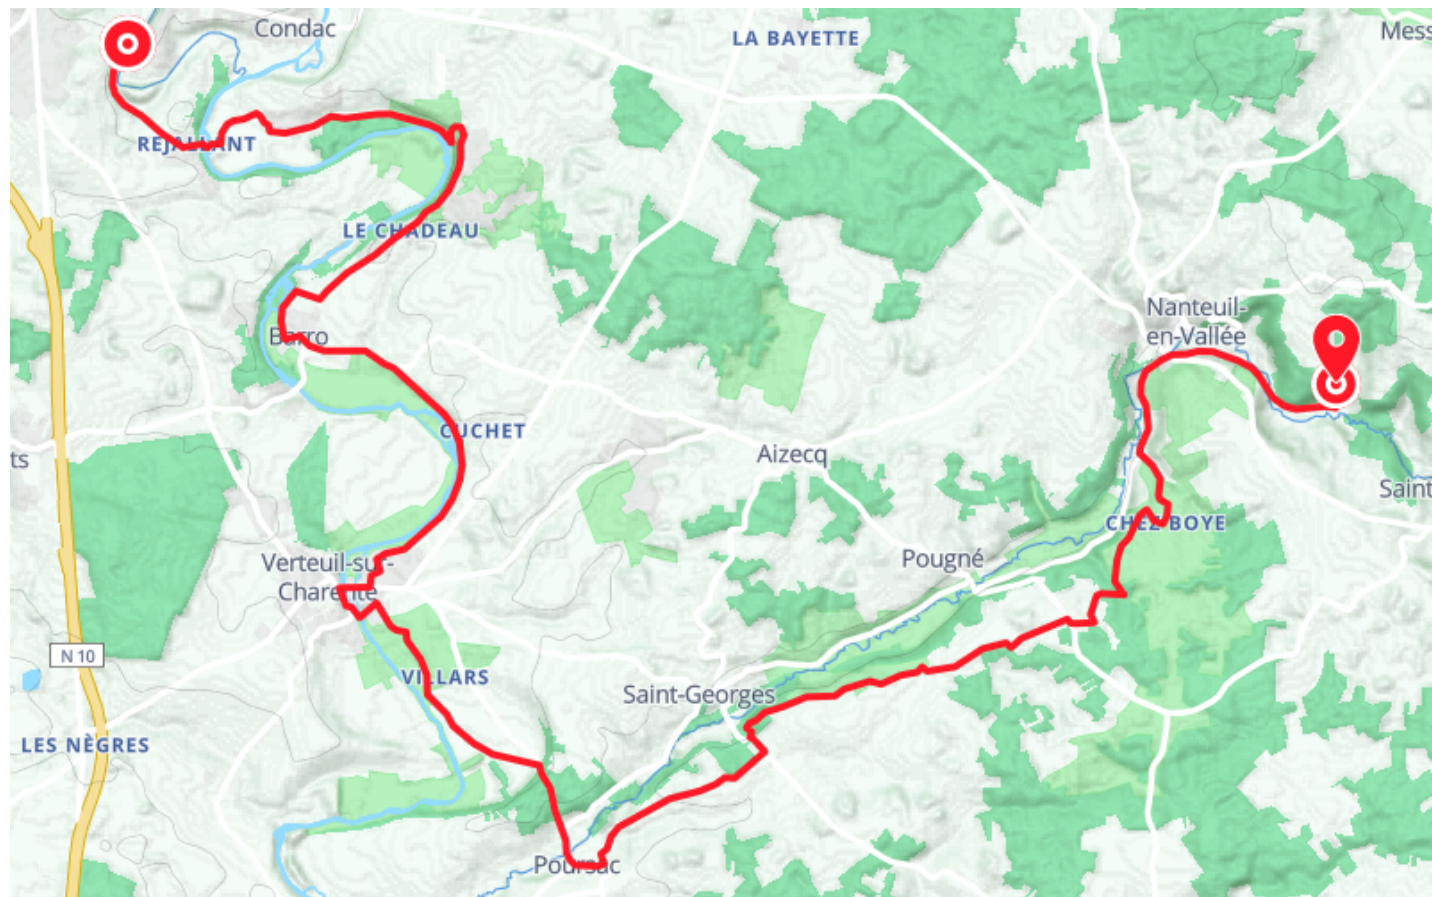 Condac
LA BAYETTE
Mess
REJALLANT
LE CHADEAU
Nanteuil-
en-Vallée
Barro
CUCHET
Aizecq
ts
Saint
CHEZ BOYE
Pougné
Verteuil-sur-
Charente
N 10
VILLARS
Saint-Georges
LES NÈGRES
Poursac